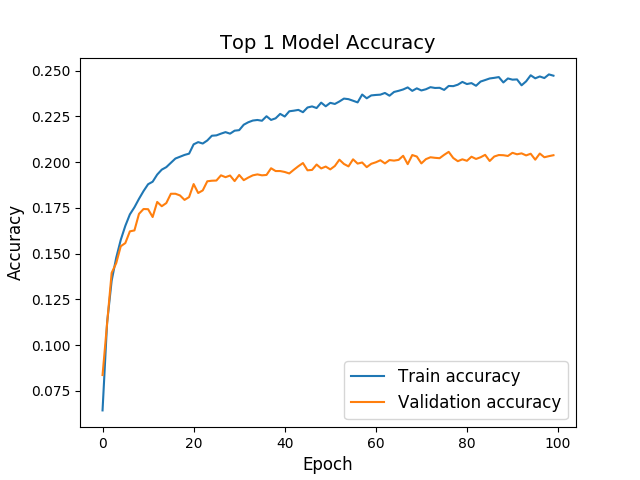 Top 1 Model Accuracy
0.250
0.225
0.200
0.175
0.150
0.125
0.100
0.075
Accuracy
Train accuracy
Validation accuracy
0 20 40 60 80 100
Epoch